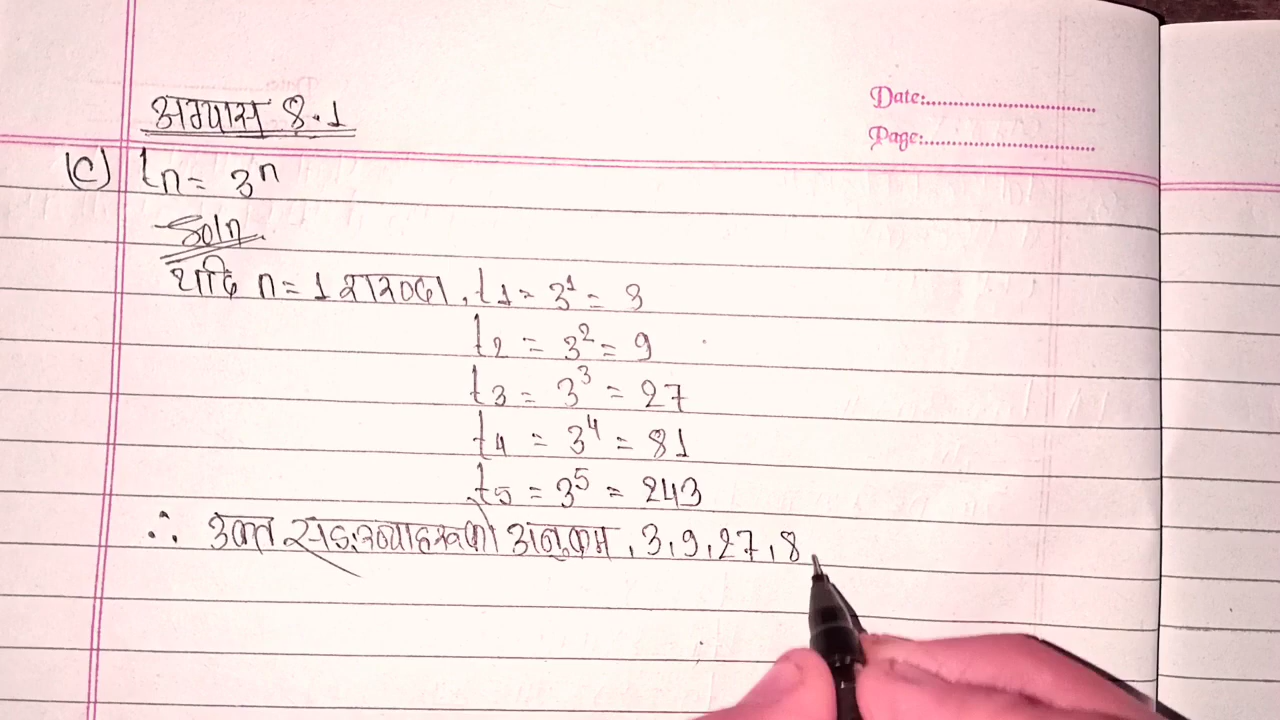 Date:
अभ्यास 8.1
Page:
(c) tn = 3ⁿ
Soln
यदि n = 1 राख्दा, t1 = 3¹ = 3
t2 = 3² = 9
t3 = 3³ = 27
t4 = 3⁴ = 81
t5 = 3⁵ = 243
∴ उक्त सङ्ख्याहरूको अनुक्रम, 3, 9, 27, 8